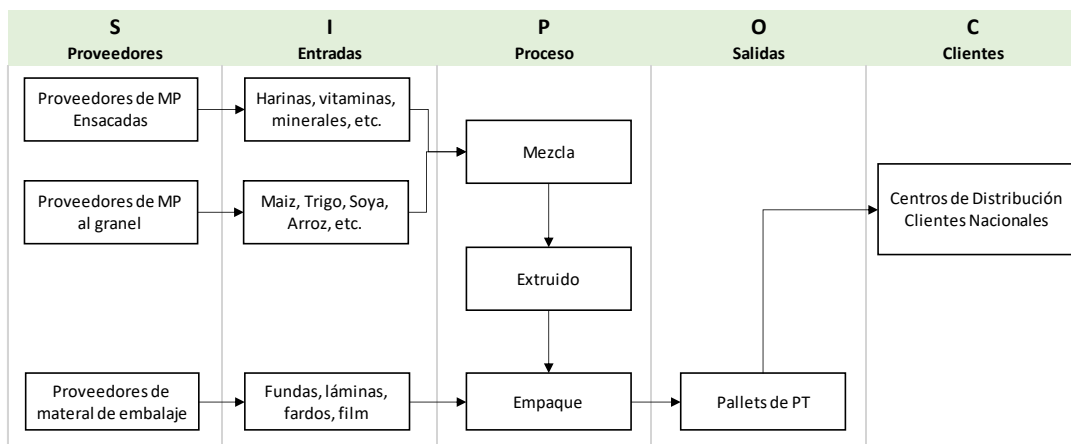 S
Proveedores
I
Entradas
P
Proceso
O
Salidas
C
Clientes
Proveedores de MP
Ensacadas
Harinas, vitaminas,
minerales, etc.
Mezcla
Proveedores de MP
al granel
Maiz, Trigo, Soya,
Arroz, etc.
Centros de Distribución
Clientes Nacionales
Extruido
Proveedores de
materal de embalaje
Fundas, láminas,
fardos, film
Empaque
Pallets de PT